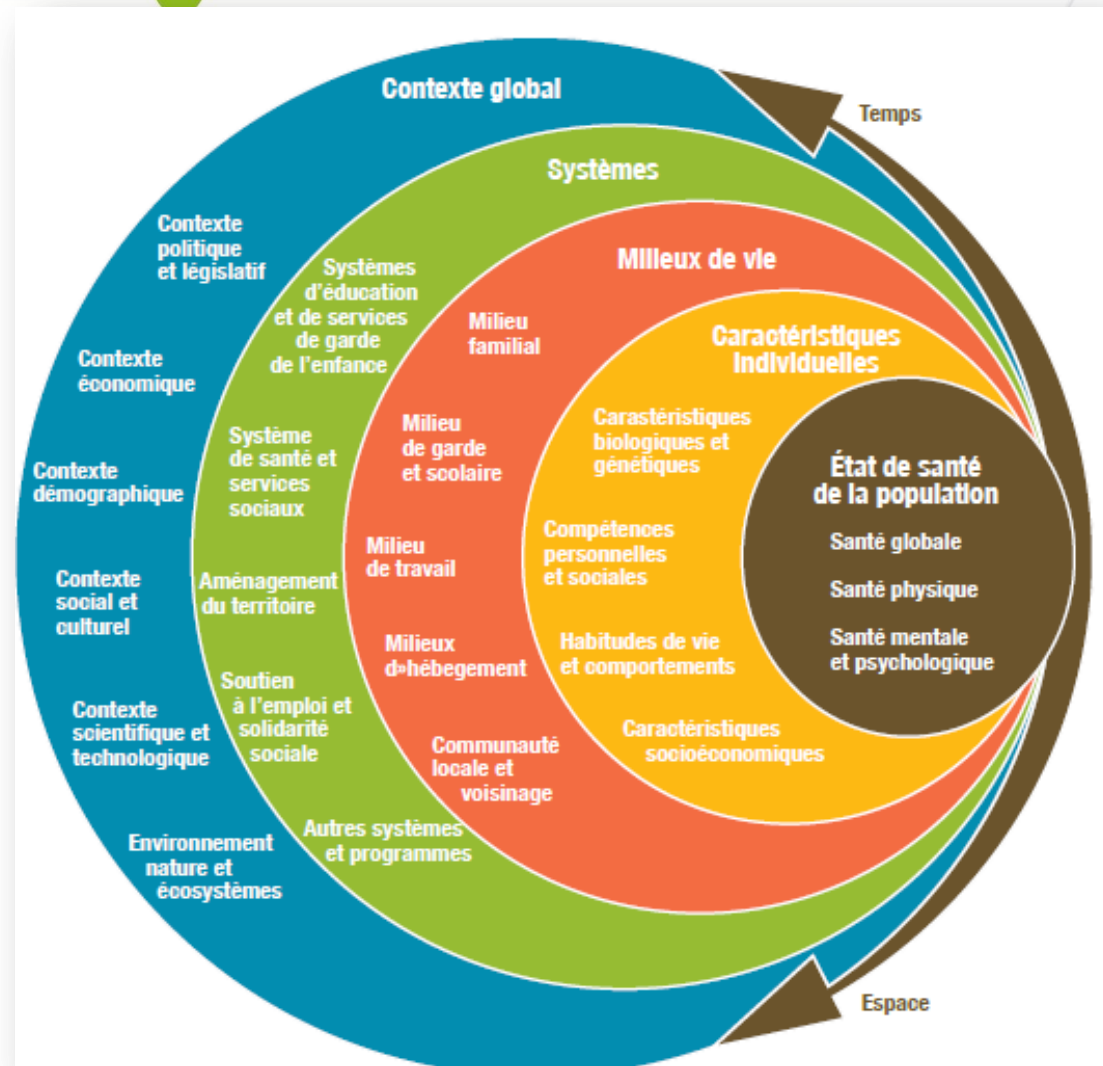 Contexte global
Temps
Systèmes
Milieux de vie
Caractéristiques
individuelles
État de santé
de la population
Santé globale
Santé physique
Santé mentale
et psychologique
Contexte
politique
et législatif
Contexte
économique
Contexte
démographique
Contexte
social et
culturel
Contexte
scientifique et
technologique
Environnement
nature et
écosystèmes
Systèmes
d'éducation
et de services
de garde
de l'enfance
Système
de santé et
services
sociaux
Aménagement
du territoire
Soutien
à l'emploi et
solidarité
sociale
Autres systèmes
et programmes
Milieu
familial
Milieu
de garde
et scolaire
Milieu
de travail
Milieux
d»hébegement
Communauté
locale et
voisinage
Carastéristiques
biologiques et
génétiques
Compétences
personnelles
et sociales
Habitudes de vie
et comportements
Caractéristiques
socioéconomiques
Espace